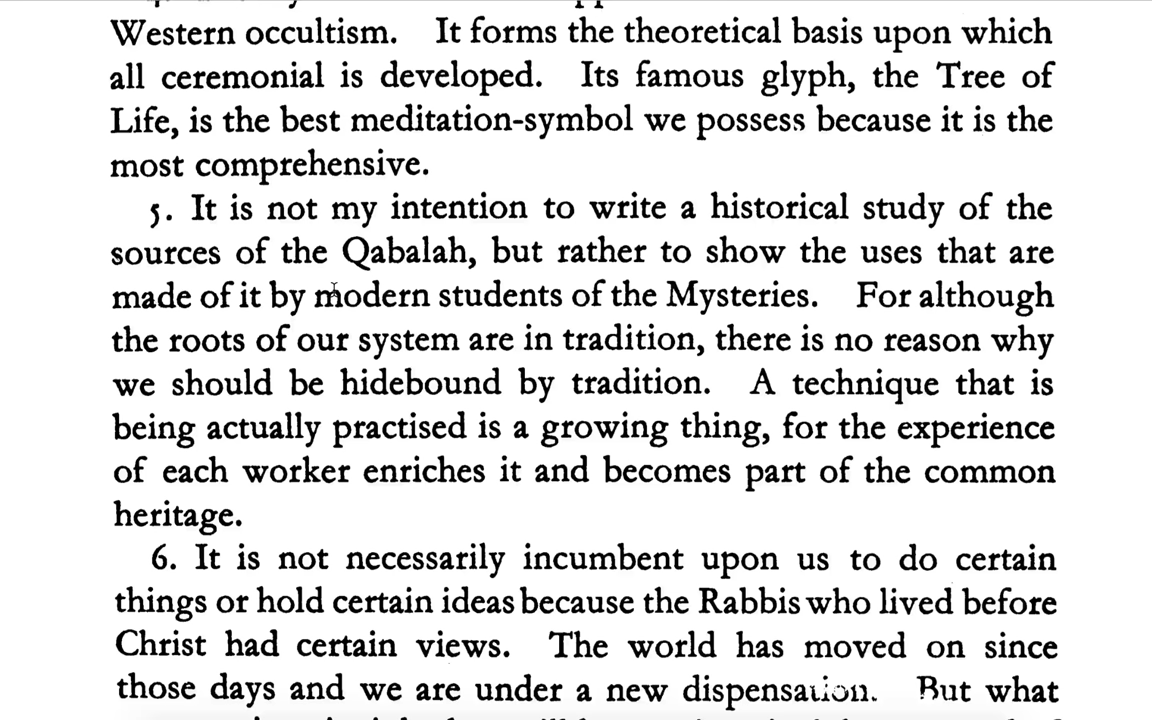 Western occultism. It forms the theoretical basis upon which
all ceremonial is developed. Its famous glyph, the Tree of
Life, is the best meditation-symbol we possess because it is the
most comprehensive.
5. It is not my intention to write a historical study of the
sources of the Qabalah, but rather to show the uses that are
made of it by modern students of the Mysteries. For although
the roots of our system are in tradition, there is no reason why
we should be hidebound by tradition. A technique that is
being actually practised is a growing thing, for the experience
of each worker enriches it and becomes part of the common
heritage.
6. It is not necessarily incumbent upon us to do certain
things or hold certain ideas because the Rabbis who lived before
Christ had certain views. The world has moved on since
those days and we are under a new dispensation. But what